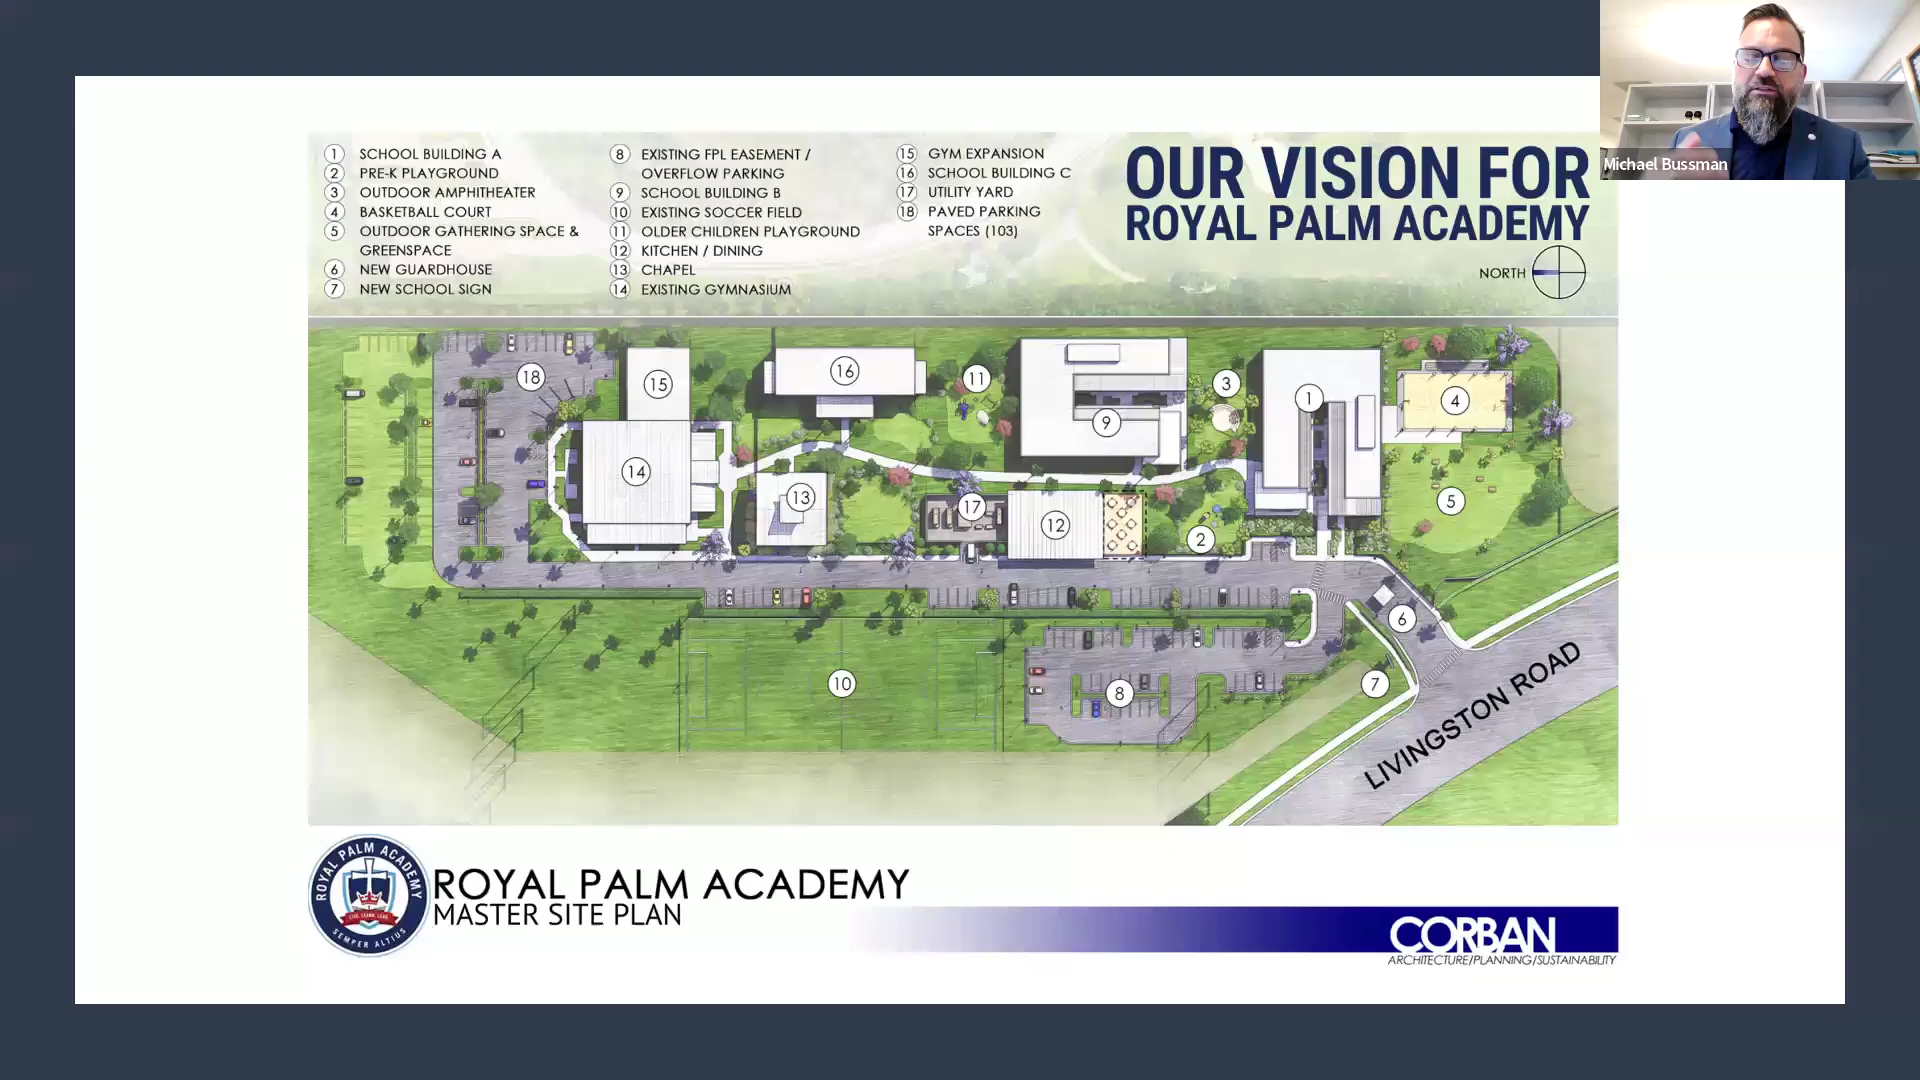 1 SCHOOL BUILDING A
2 PRE-K PLAYGROUND
3 OUTDOOR AMPHITHEATER
4 BASKETBALL COURT
5 OUTDOOR GATHERING SPACE &
GREENSPACE
6 NEW GUARDHOUSE
7 NEW SCHOOL SIGN
8 EXISTING FPL EASEMENT /
OVERFLOW PARKING
9 SCHOOL BUILDING B
10 EXISTING SOCCER FIELD
11 OLDER CHILDREN PLAYGROUND
12 KITCHEN / DINING
13 CHAPEL
14 EXISTING GYMNASIUM
15 GYM EXPANSION
16 SCHOOL BUILDING C
17 UTILITY YARD
18 PAVED PARKING
SPACES (103)
OUR VISION FOR
ROYAL PALM ACADEMY
NORTH
Michael Bussman
18
15
16
11
9
3
1
4
14
13
17
12
2
5
6
10
8
7
LIVINGSTON ROAD
ROYAL PALM ACADEMY
LIVE. LEARN. LEAD.
SEMPER ALTIUS
ROYAL PALM ACADEMY
MASTER SITE PLAN
CORBAN
ARCHITECTURE/PLANNING/SUSTAINABILITY